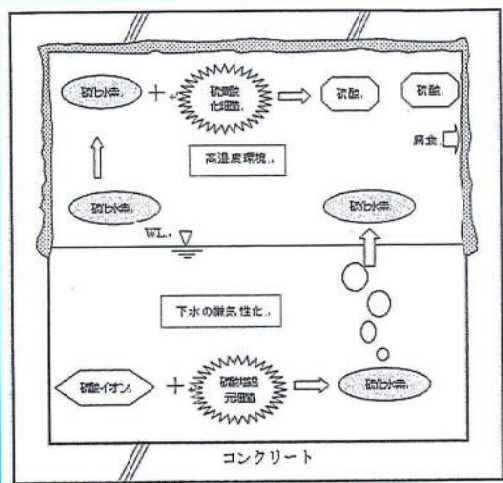 硫化水素
+
硫黄酸
化細菌
硫酸
硫酸
腐食
高湿度環境
硫化水素
硫化水素
WL
下水の嫌気性化
硫酸イオン
+
硫酸塩還
元細菌
硫化水素
コンクリート